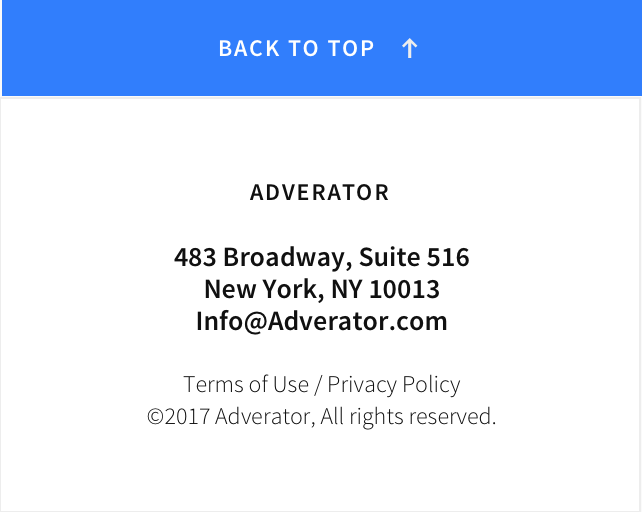 BACK TO TOP ↑
ADVERATOR
483 Broadway, Suite 516
New York, NY 10013
Info@Adverator.com
Terms of Use / Privacy Policy
©2017 Adverator, All rights reserved.